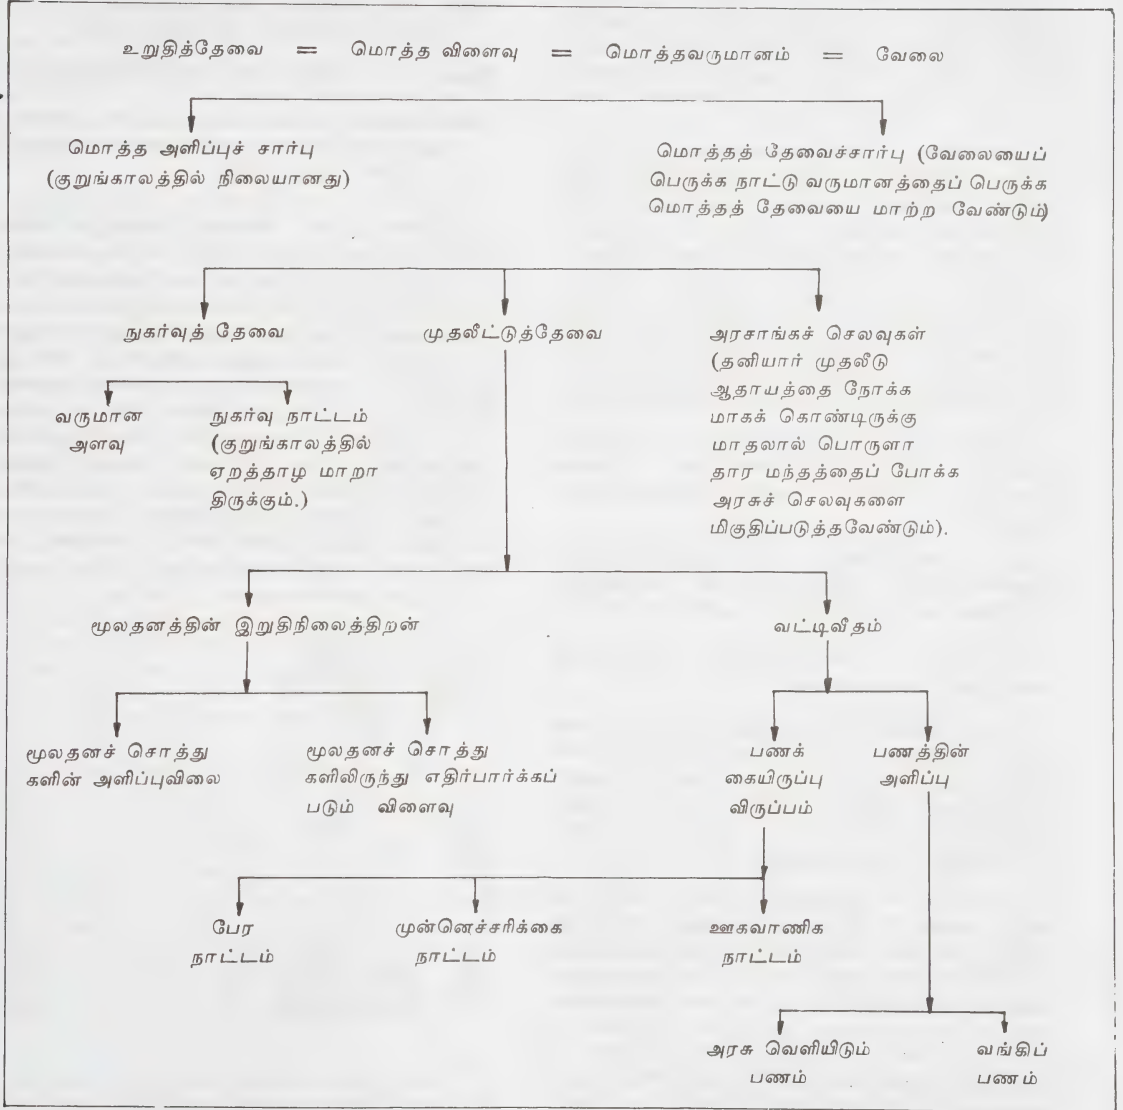 உறுதித்தேவை = மொத்த விளைவு = மொத்தவருமானம் = வேலை
மொத்த அளிப்புச் சார்பு
(குறுங்காலத்தில் நிலையானது)
மொத்தத் தேவைச்சார்பு (வேலையைப்
பெருக்க நாட்டு வருமானத்தைப் பெருக்க
மொத்தத் தேவையை மாற்ற வேண்டும்)
நுகர்வுத் தேவை
வருமான
அளவு
நுகர்வு நாட்டம்
(குறுங்காலத்தில்
ஏறத்தாழ மாறா
திருக்கும்.)
முதலீட்டுத்தேவை
அரசாங்கச் செலவுகள்
(தனியார் முதலீடு
ஆதாயத்தை நோக்க
மாகக் கொண்டிருக்கு
மாதலால் பொருளா
தார மந்தத்தைப் போக்க
அரசுச் செலவுகளை
மிகுதிப்படுத்தவேண்டும்).
மூலதனத்தின் இறுதிநிலைத்திறன்
வட்டிவீதம்
மூலதனச் சொத்து
களின் அளிப்புவிலை
மூலதனச் சொத்து
களிலிருந்து எதிர்பார்க்கப்
படும் விளைவு
பணக்
கையிருப்பு
விருப்பம்
பணத்தின்
அளிப்பு
பேர
நாட்டம்
முன்னெச்சரிக்கை
நாட்டம்
ஊகவாணிக
நாட்டம்
அரசு வெளியிடும்
பணம்
வங்கிப்
பணம்